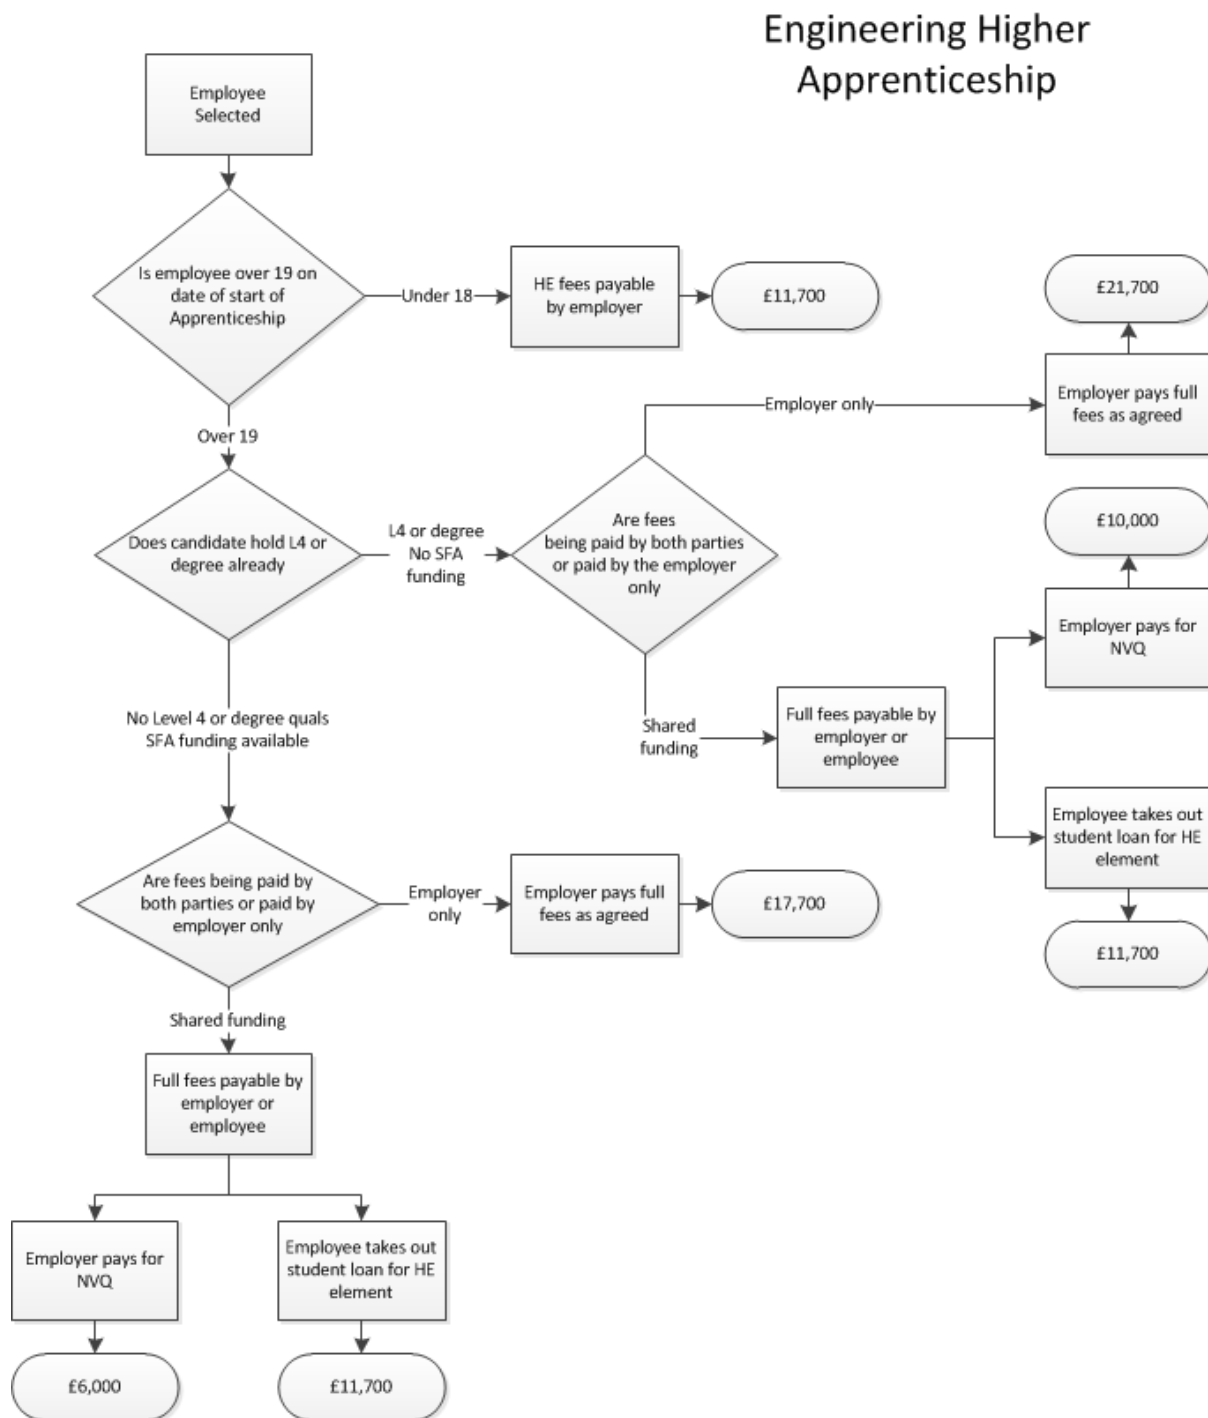 Engineering Higher
Apprenticeship
Employee
Selected
Is employee over 19 on
date of start of
Apprenticeship
Under 18
HE fees payable
by employer
£11,700
£21,700
Employer pays full
fees as agreed
Employer only
Over 19
Does candidate hold L4 or
degree already
L4 or degree
No SFA
funding
Are fees
being paid by both parties
or paid by the employer
only
£10,000
Employer pays for
NVQ
Shared
funding
Full fees payable by
employer or
employee
Employee takes out
student loan for HE
element
£11,700
No Level 4 or degree quals
SFA funding available
Are fees being paid by
both parties or paid by
employer only
Employer
only
Employer pays full
fees as agreed
£17,700
Shared funding
Full fees payable by
employer or
employee
Employer pays for
NVQ
£6,000
Employee takes out
student loan for HE
element
£11,700